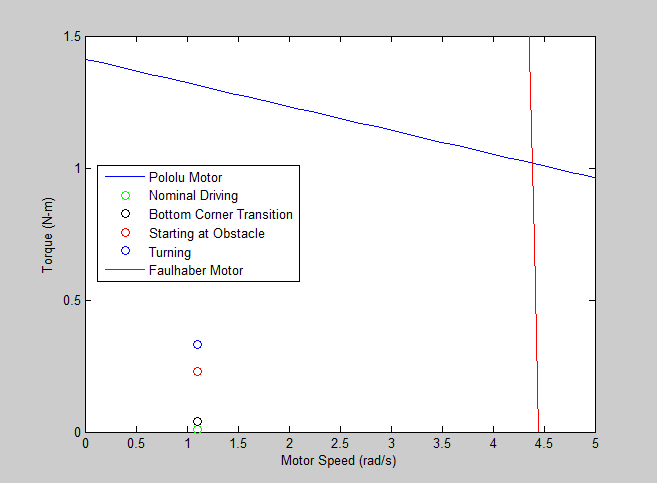 1.5
1
0.5
0
Torque (N-m)
Pololu Motor
Nominal Driving
Bottom Corner Transition
Starting at Obstacle
Turning
Faulhaber Motor
0 0.5 1 1.5 2 2.5 3 3.5 4 4.5 5
Motor Speed (rad/s)